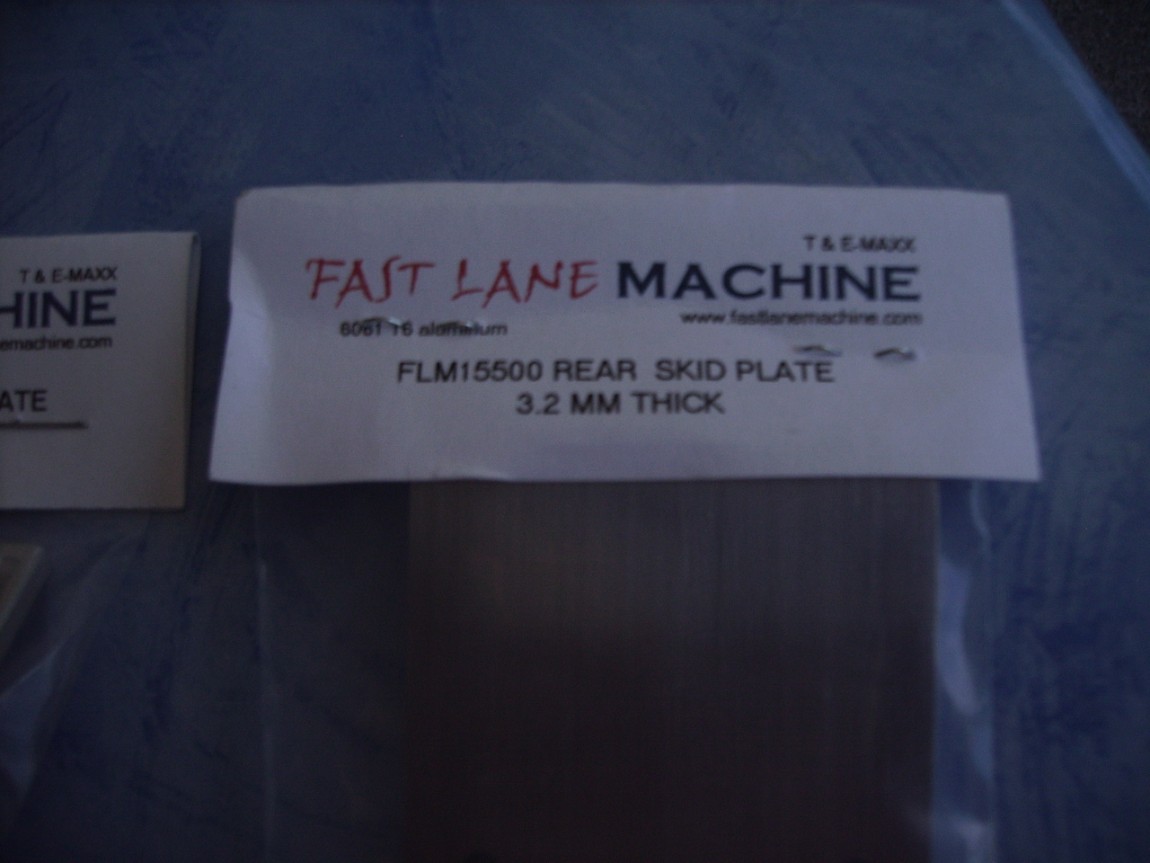 T & E-MAXX
HINE
emachine.com
ATE
T & E-MAXX
FAST LANE MACHINE
6061 T6 alumelum
www.fastlanemachine.com
FLM15500 REAR SKID PLATE
3.2 MM THICK